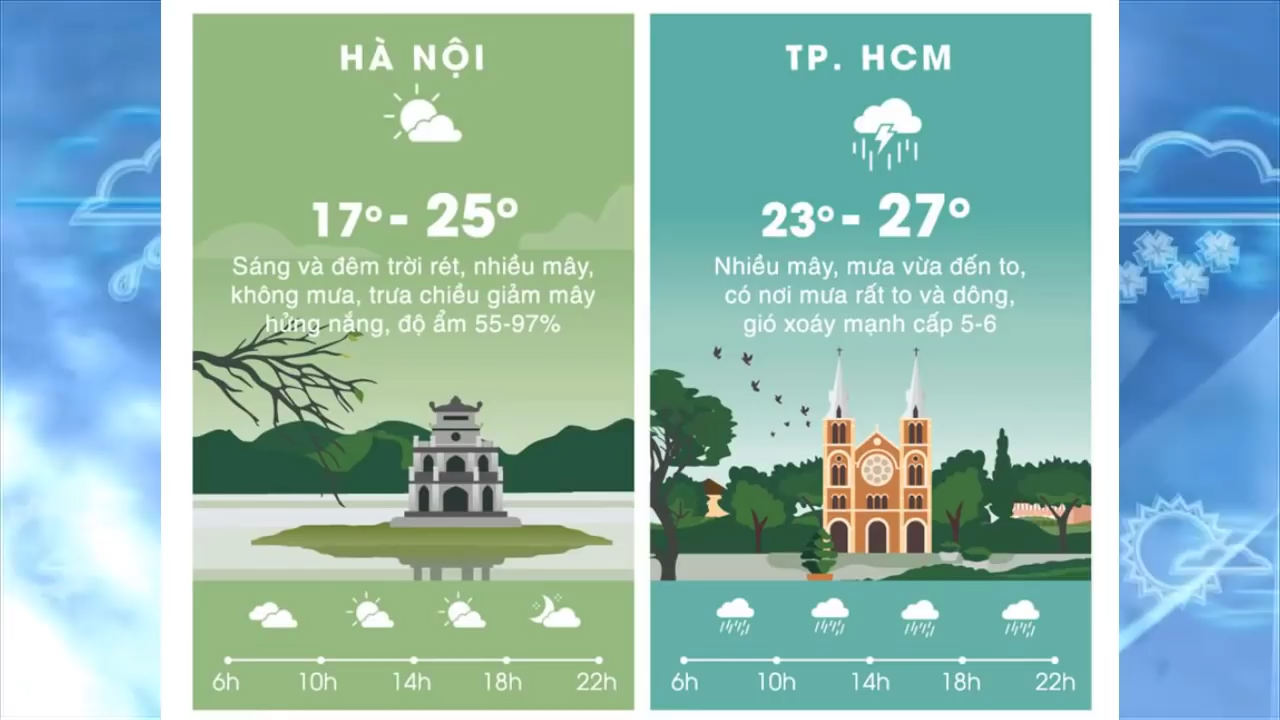 HÀ NỘI
17° - 25°
Sáng và đêm trời rét, nhiều mây,
không mưa, trưa chiều giảm mây
hửng nắng, độ ẩm 55-97%
6h 10h 14h 18h 22h
TP. HCM
23° - 27°
Nhiều mây, mưa vừa đến to,
có nơi mưa rất to và dông,
gió xoáy mạnh cấp 5-6
6h 10h 14h 18h 22h